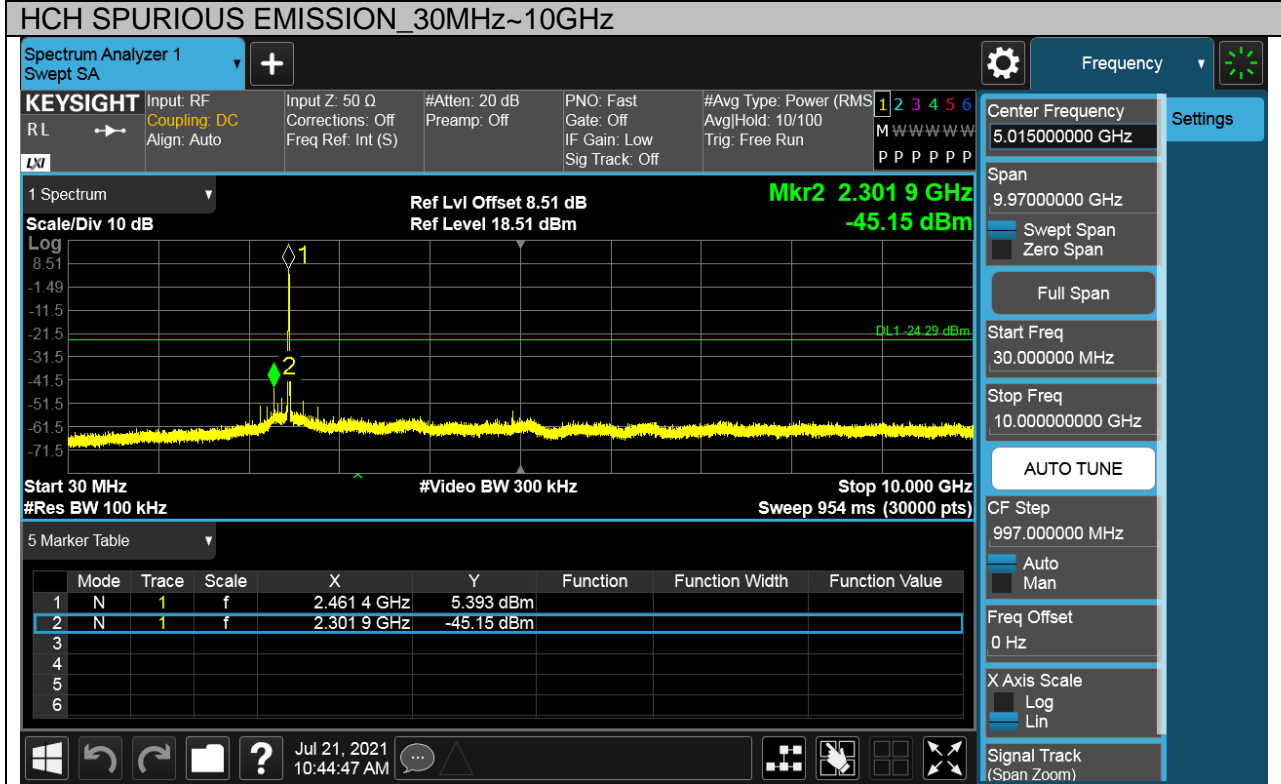 HCH SPURIOUS EMISSION_30MHz~10GHz
Spectrum Analyzer 1
Swept SA
+
Frequency
KEYSIGHT
RL
LXI
Input: RF
Coupling: DC
Align: Auto
Input Z: 50 Ω
Corrections: Off
Freq Ref: Int (S)
#Atten: 20 dB
Preamp: Off
PNO: Fast
Gate: Off
IF Gain: Low
Sig Track: Off
#Avg Type: Power (RMS
Avg|Hold: 10/100
Trig: Free Run
1 2 3 4 5 6
M W W W W W
P P P P P P
1 Spectrum
Scale/Div 10 dB
Ref Lvl Offset 8.51 dB
Ref Level 18.51 dBm
Mkr2 2.301 9 GHz
-45.15 dBm
Log
8.51
-1.49
-11.5
-21.5
-31.5
-41.5
-51.5
-61.5
-71.5
1
2
DL1 -24.29 dBm
Start 30 MHz
#Video BW 300 kHz
Stop 10.000 GHz
#Res BW 100 kHz
Sweep 954 ms (30000 pts)
5 Marker Table
Mode Trace Scale X Y Function Function Width Function Value
1 N 1 f 2.461 4 GHz 5.393 dBm
2 N 1 f 2.301 9 GHz -45.15 dBm
3
4
5
6
?
Jul 21, 2021
10:44:47 AM
Center Frequency
5.015000000 GHz
Settings
Span
9.97000000 GHz
Swept Span
Zero Span
Full Span
Start Freq
30.000000 MHz
Stop Freq
10.000000000 GHz
AUTO TUNE
CF Step
997.000000 MHz
Auto
Man
Freq Offset
0 Hz
X Axis Scale
Log
Lin
Signal Track
(Span Zoom)